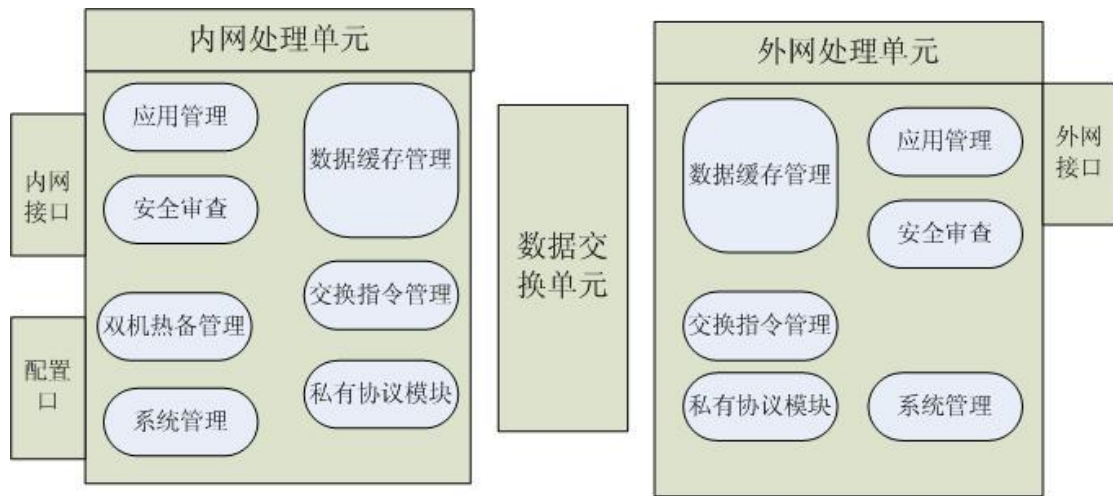 内网处理单元
应用管理
数据缓存管理
内网
接口
安全审查
交换指令管理
双机热备管理
配置
口
私有协议模块
系统管理
数据交
换单元
外网处理单元
数据缓存管理
应用管理
外网
接口
安全审查
交换指令管理
私有协议模块
系统管理